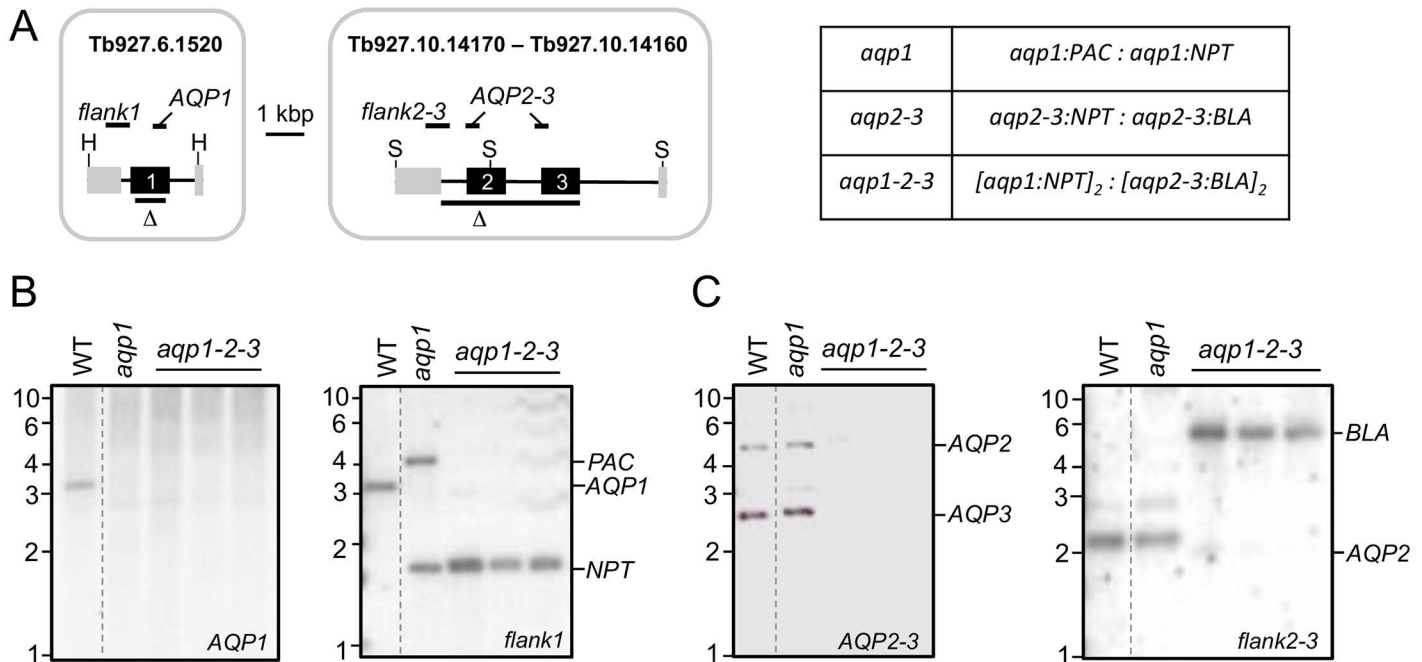 A
Tb927.6.1520
Tb927.10.14170 – Tb927.10.14160
flank1
AQP1
1 kbp
flank2-3
AQP2-3
H
H
S
S
S
1
2
3
Δ
Δ
aqp1
aqp1:PAC : aqp1:NPT
aqp2-3
aqp2-3:NPT : aqp2-3:BLA
aqp1-2-3
[aqp1:NPT]2 : [aqp2-3:BLA]2
B
WT
aqp1
aqp1-2-3
10
6
4
3
2
1
AQP1
WT
aqp1
aqp1-2-3
10
6
4
3
2
1
PAC
AQP1
NPT
flank1
C
WT
aqp1
aqp1-2-3
10
6
4
3
2
1
AQP2
AQP3
AQP2-3
WT
aqp1
aqp1-2-3
10
6
4
3
2
1
BLA
AQP2
flank2-3